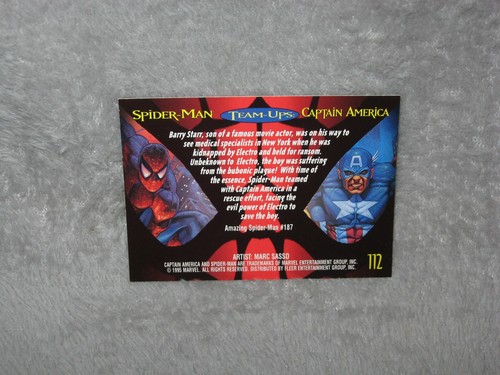 SPIDER-MAN TEAM-UPS: CAPTAIN AMERICA
Barry Starr, son of a famous movie actor, was on his way to
see medical specialists in New York when he was
kidnapped by Electro and held for ransom.
Unbeknown to Electro, the boy was suffering
from the bubonic plague! With time of
the essence, Spider-Man teamed
with Captain America in a
rescue effort, facing the
evil power of Electro to
save the boy.
Amazing Spider-Man #187
ARTIST: MARC SASSO
CAPTAIN AMERICA AND SPIDER-MAN ARE TRADEMARKS OF MARVEL ENTERTAINMENT GROUP, INC.
© 1995 MARVEL. ALL RIGHTS RESERVED. DISTRIBUTED BY FLEER ENTERTAINMENT GROUP, INC.
112